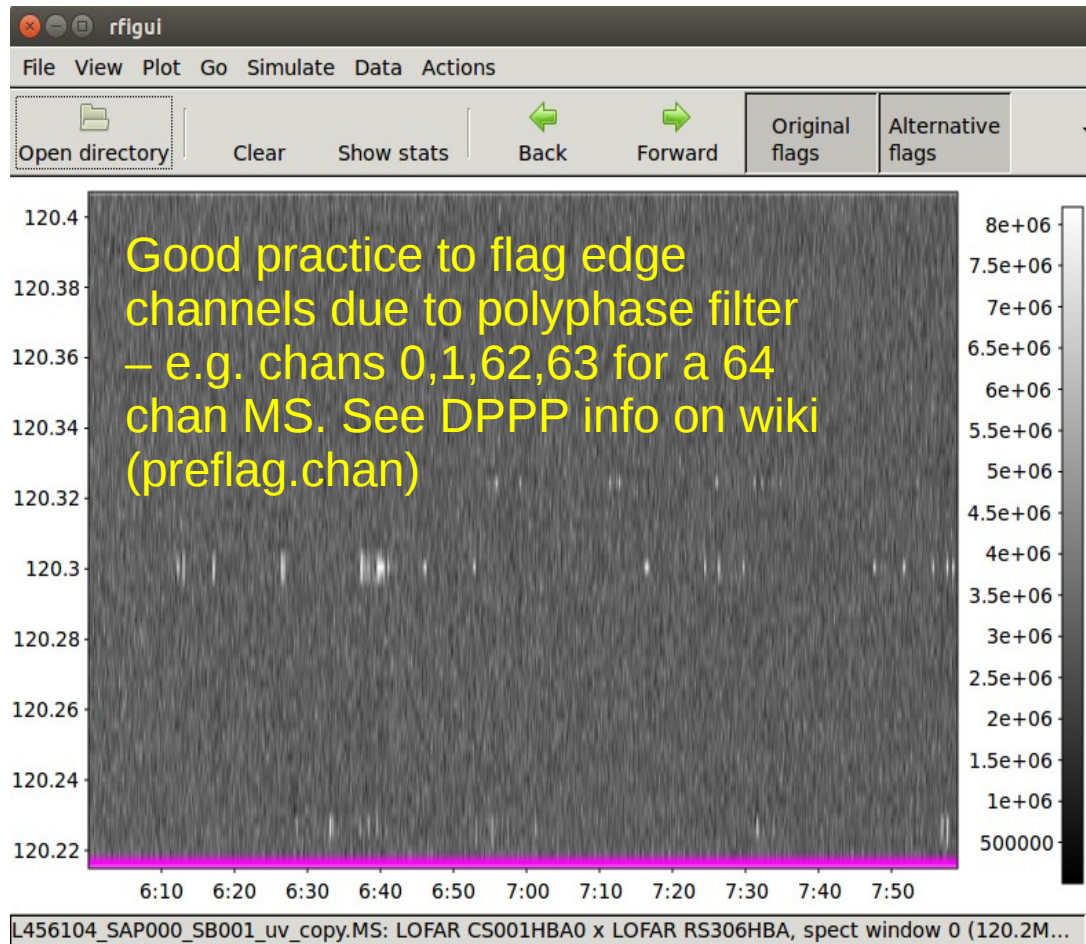 rfigui
File View Plot Go Simulate Data Actions
Open directory Clear Show stats Back Forward Original flags Alternative flags
120.4
120.38
120.36
120.34
120.32
120.3
120.28
120.26
120.24
120.22
Good practice to flag edge
channels due to polyphase filter
– e.g. chans 0,1,62,63 for a 64
chan MS. See DPPP info on wiki
(preflag.chan)
8e+06
7.5e+06
7e+06
6.5e+06
6e+06
5.5e+06
5e+06
4.5e+06
4e+06
3.5e+06
3e+06
2.5e+06
2e+06
1.5e+06
1e+06
500000
6:10 6:20 6:30 6:40 6:50 7:00 7:10 7:20 7:30 7:40 7:50
L456104_SAP000_SB001_uv_copy.MS: LOFAR CS001HBA0 x LOFAR RS306HBA, spect window 0 (120.2M...